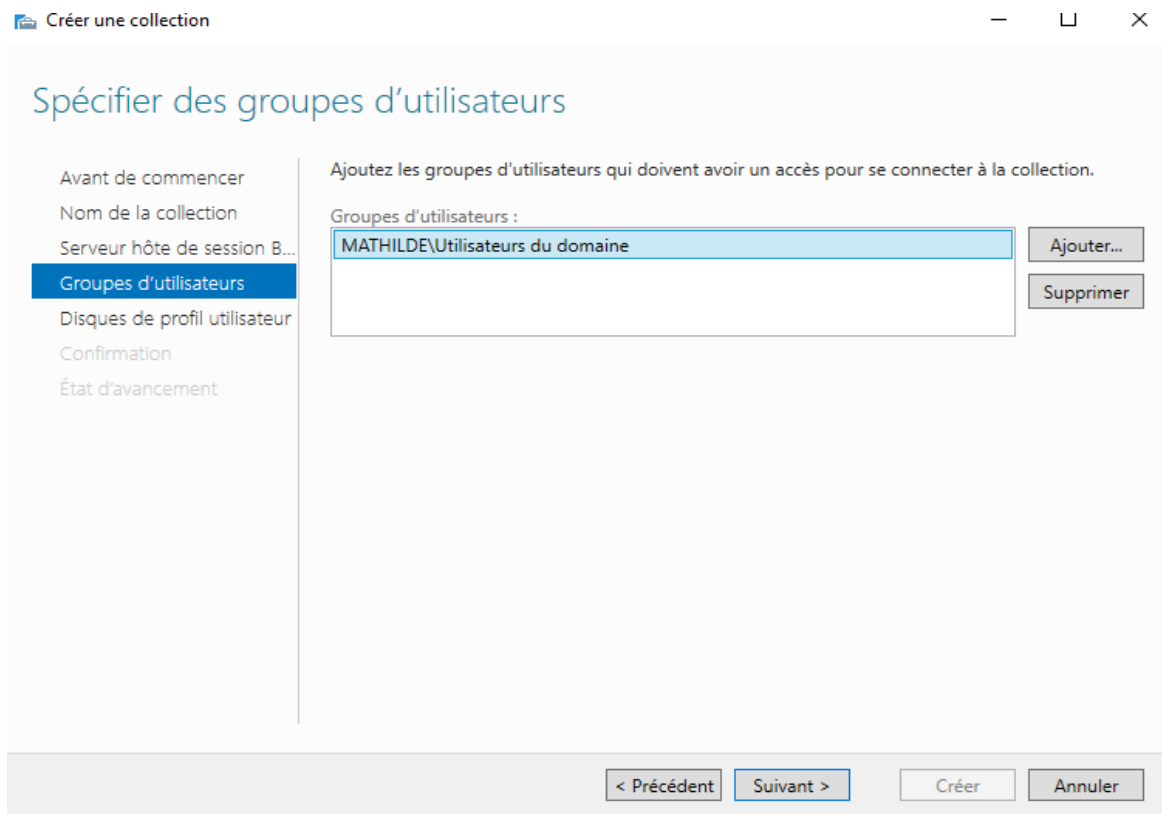 Créer une collection
Spécifier des groupes d'utilisateurs
Avant de commencer
Nom de la collection
Serveur hôte de session B...
Groupes d'utilisateurs
Disques de profil utilisateur
Confirmation
État d'avancement
Ajoutez les groupes d'utilisateurs qui doivent avoir un accès pour se connecter à la collection.
Groupes d'utilisateurs :
MATHILDE\Utilisateurs du domaine
Ajouter...
Supprimer
< Précédent
Suivant >
Créer
Annuler